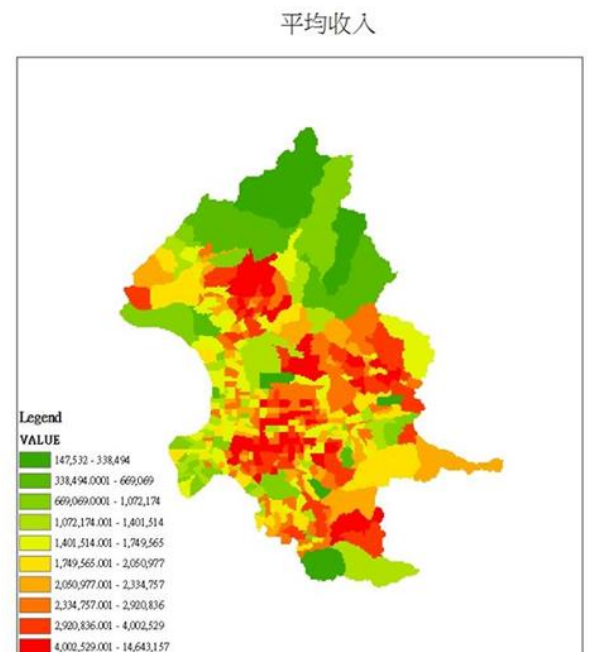 平均收入
Legend
VALUE
147,532 - 338,494
338,494.0001 - 669,069
669,069.0001 - 1,072,174
1,072,174.001 - 1,401,514
1,401,514.001 - 1,749,565
1,749,565.001 - 2,050,977
2,050,977.001 - 2,334,757
2,334,757.001 - 2,920,836
2,920,836.001 - 4,002,529
4,002,529.001 - 14,643,157